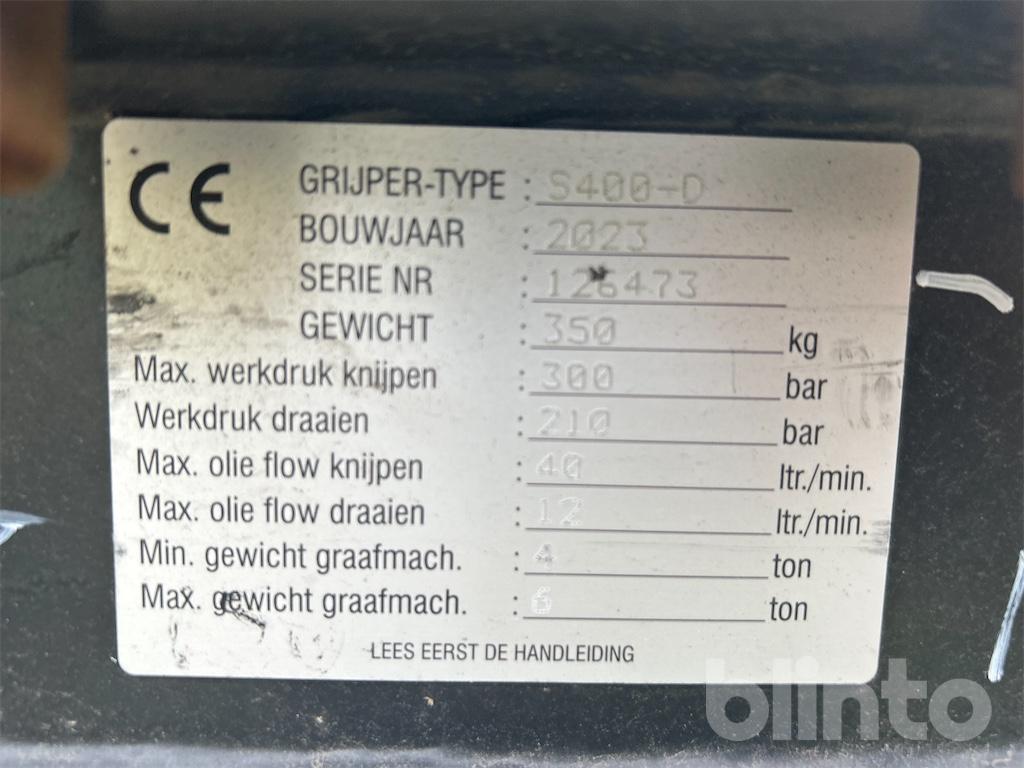 CE GRIJPER-TYPE : S400-D
BOUWJAAR : 2023
SERIE NR : 126473
GEWICHT : 350 kg
Max. werkdruk knijpen : 300 bar
Werkdruk draaien : 210 bar
Max. olie flow knijpen : 40 ltr./min.
Max. olie flow draaien : 12 ltr./min.
Min. gewicht graafmach. : 4 ton
Max. gewicht graafmach. : 6 ton
LEES EERST DE HANDLEIDING
blinto